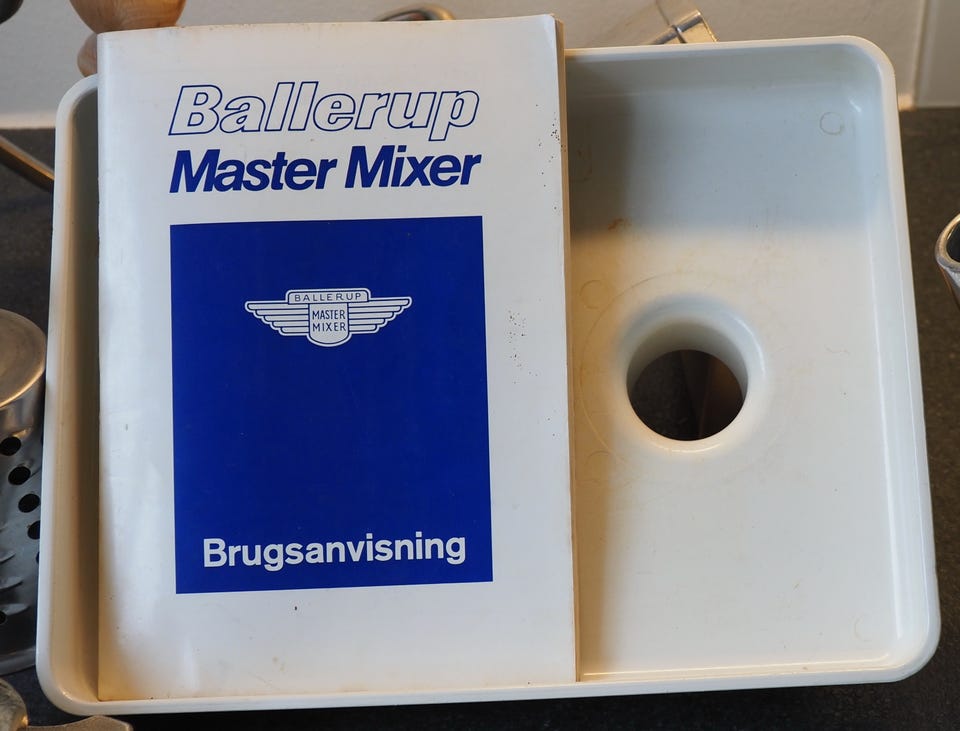 Ballerup
Master Mixer
BALLERUP
MASTER
MIXER
Brugsanvisning